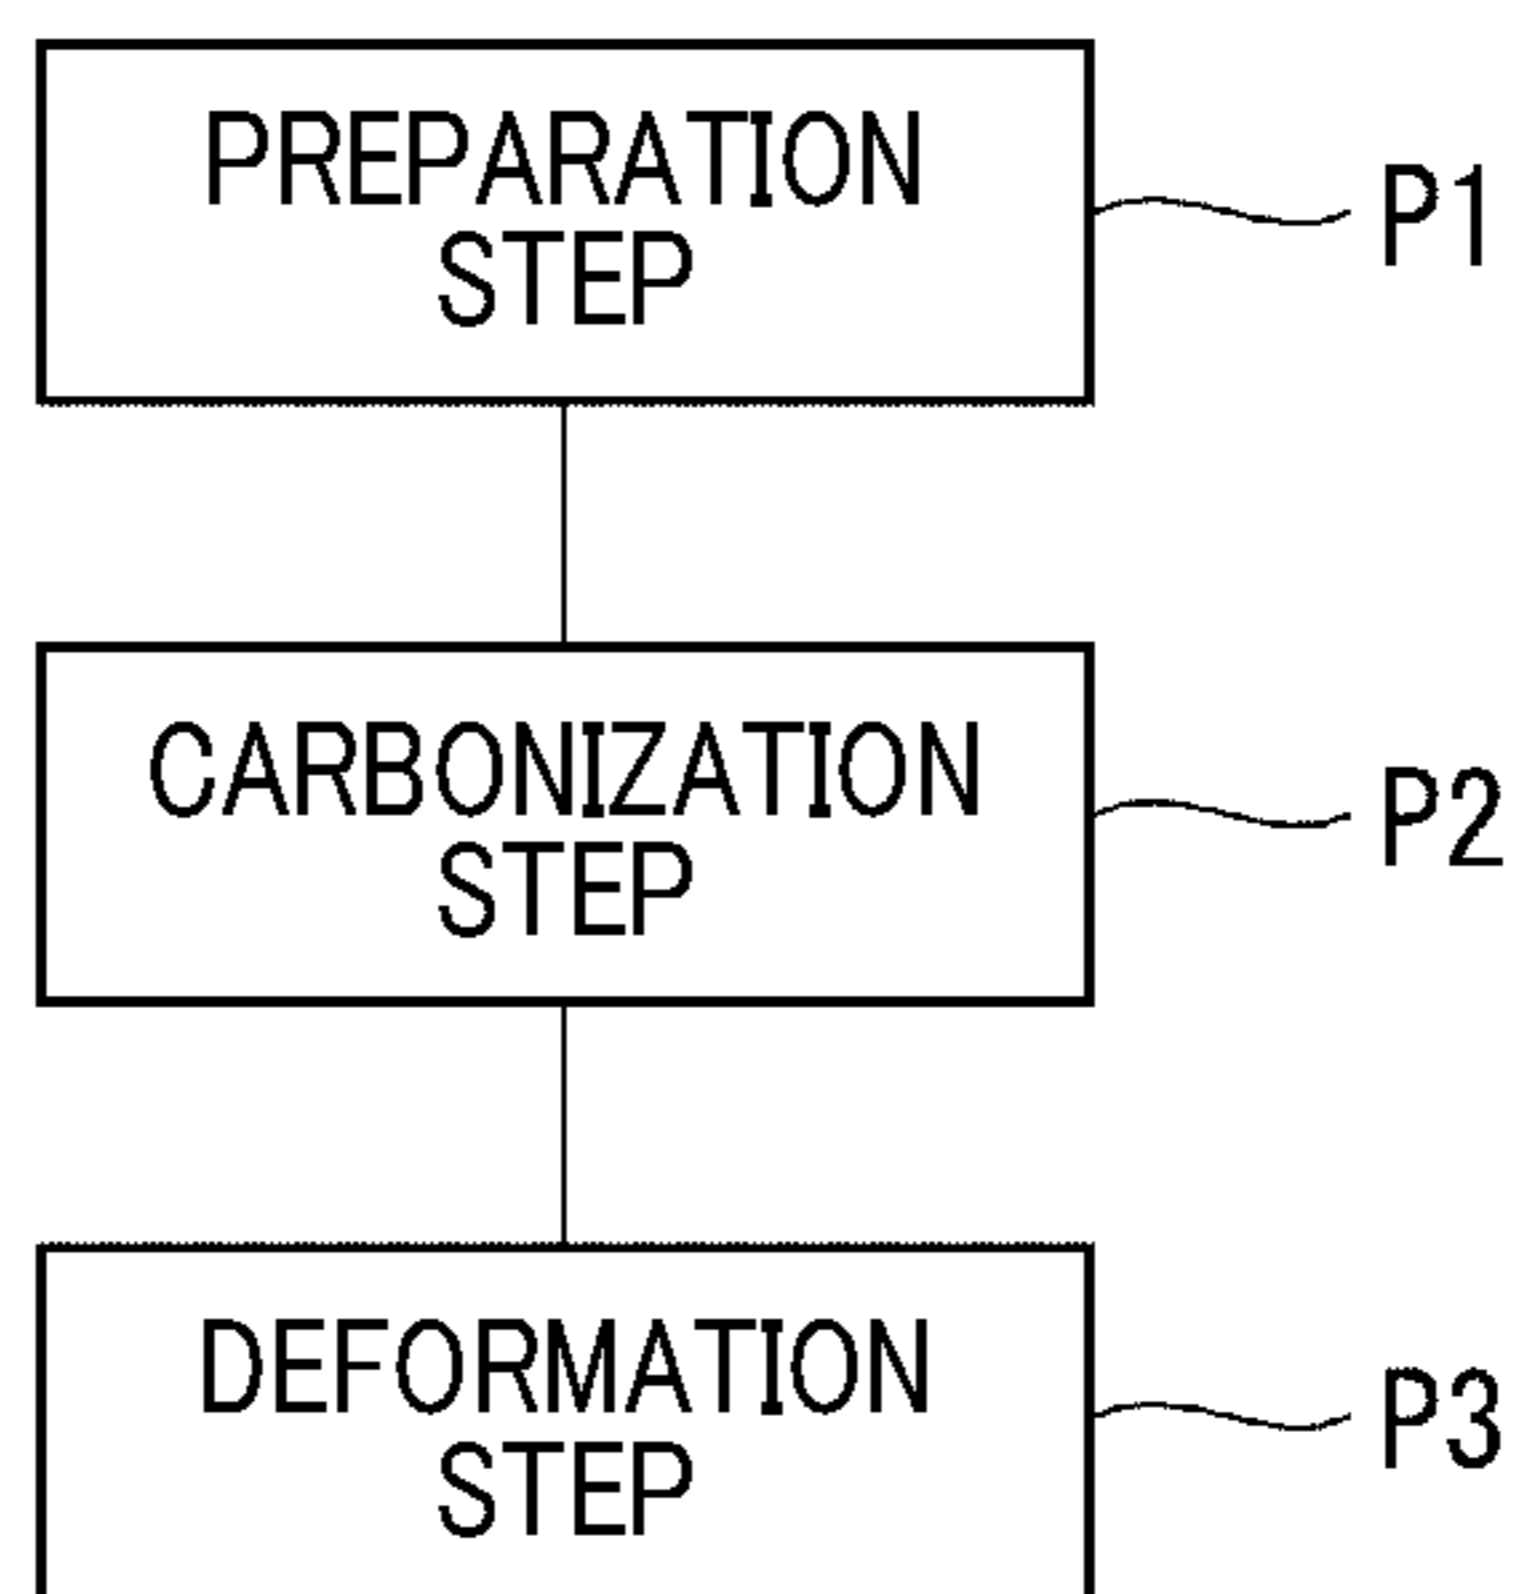 PREPARATION
STEP
P1
CARBONIZATION
STEP
P2
DEFORMATION
STEP
P3